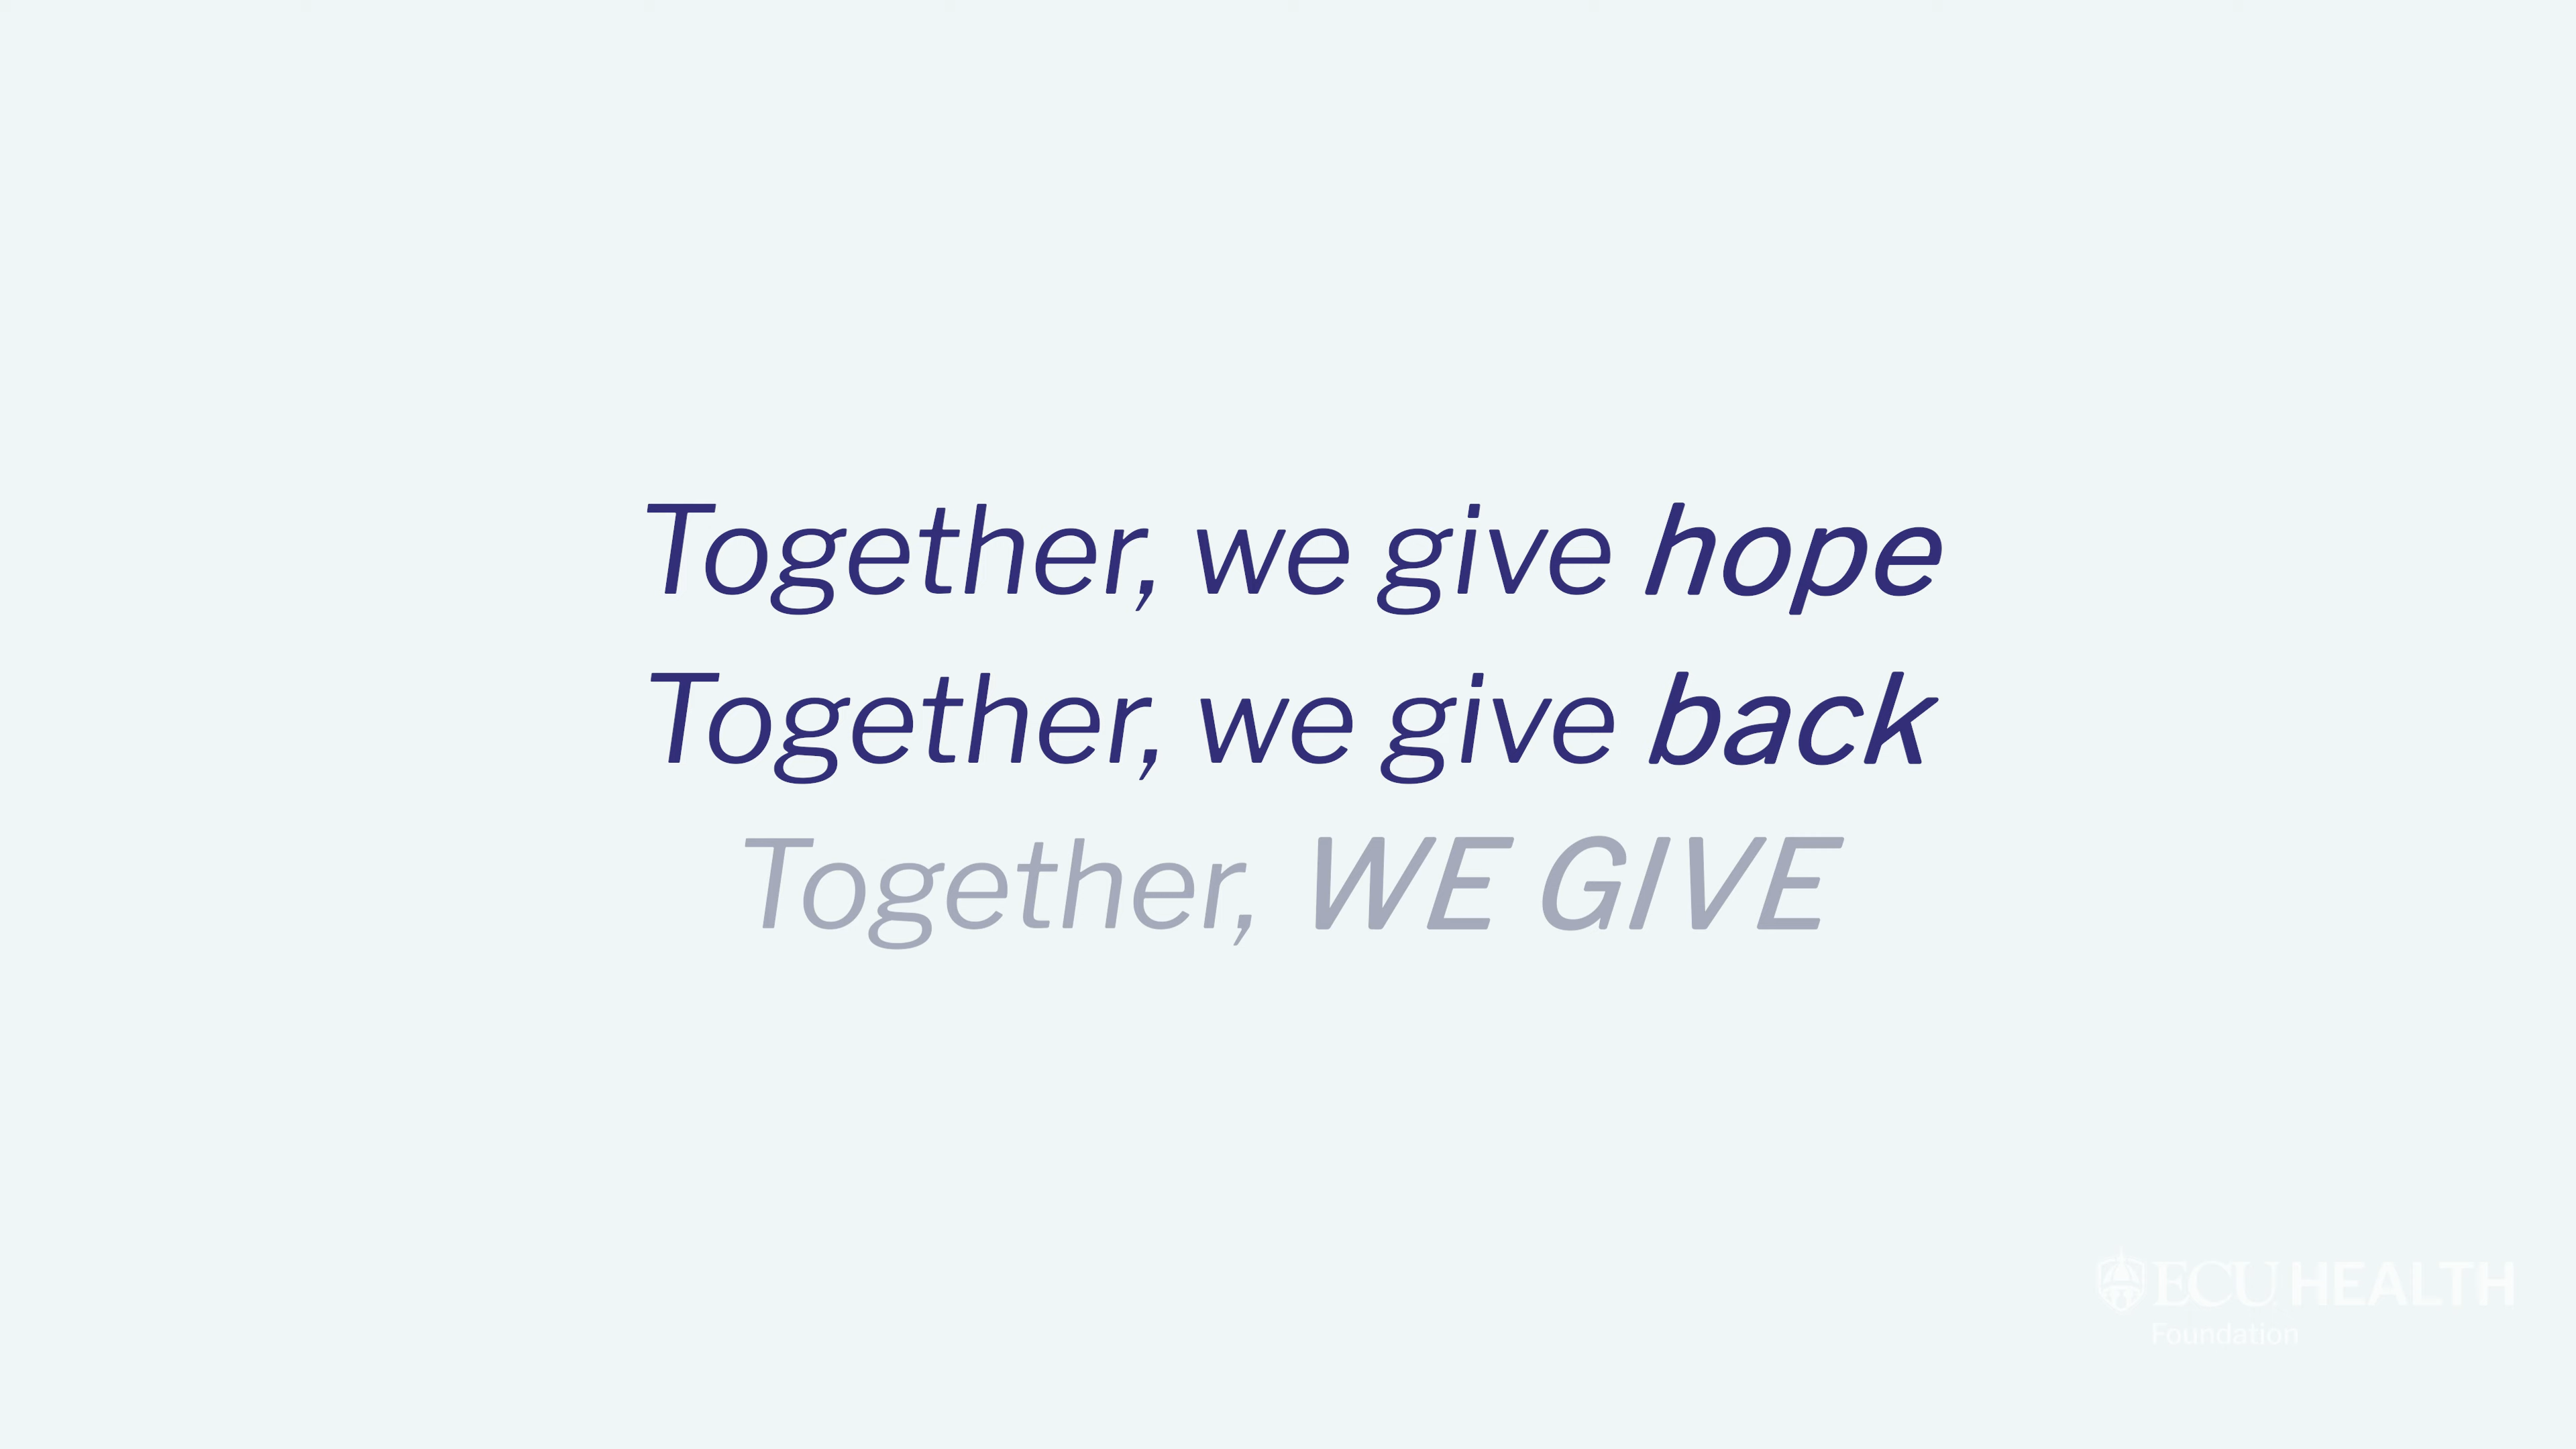 Together, we give hope
Together, we give back
Together, WE GIVE
ECU HEALTH
Foundation